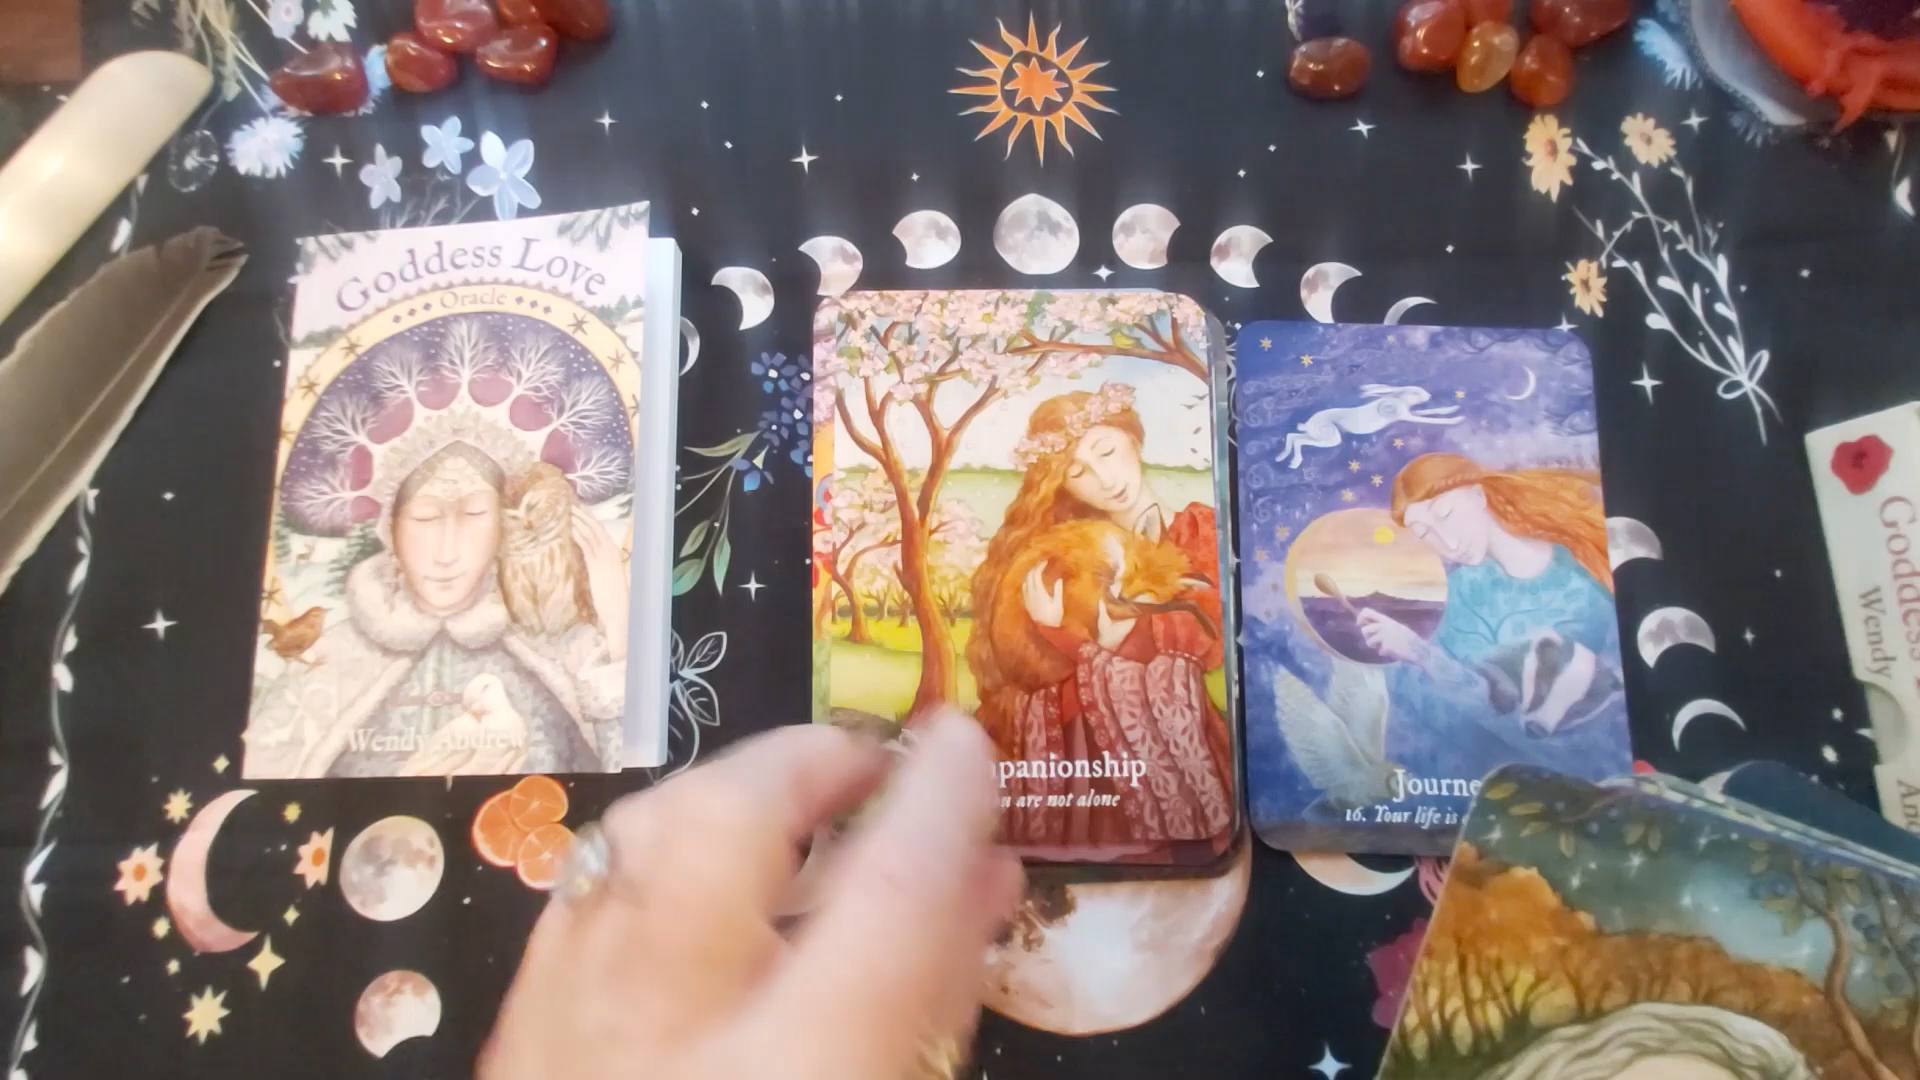 Goddess Love
Oracle
Wendy Andrew
panionship
are not alone
Journe
16. Your life is
Goddess
Wendy